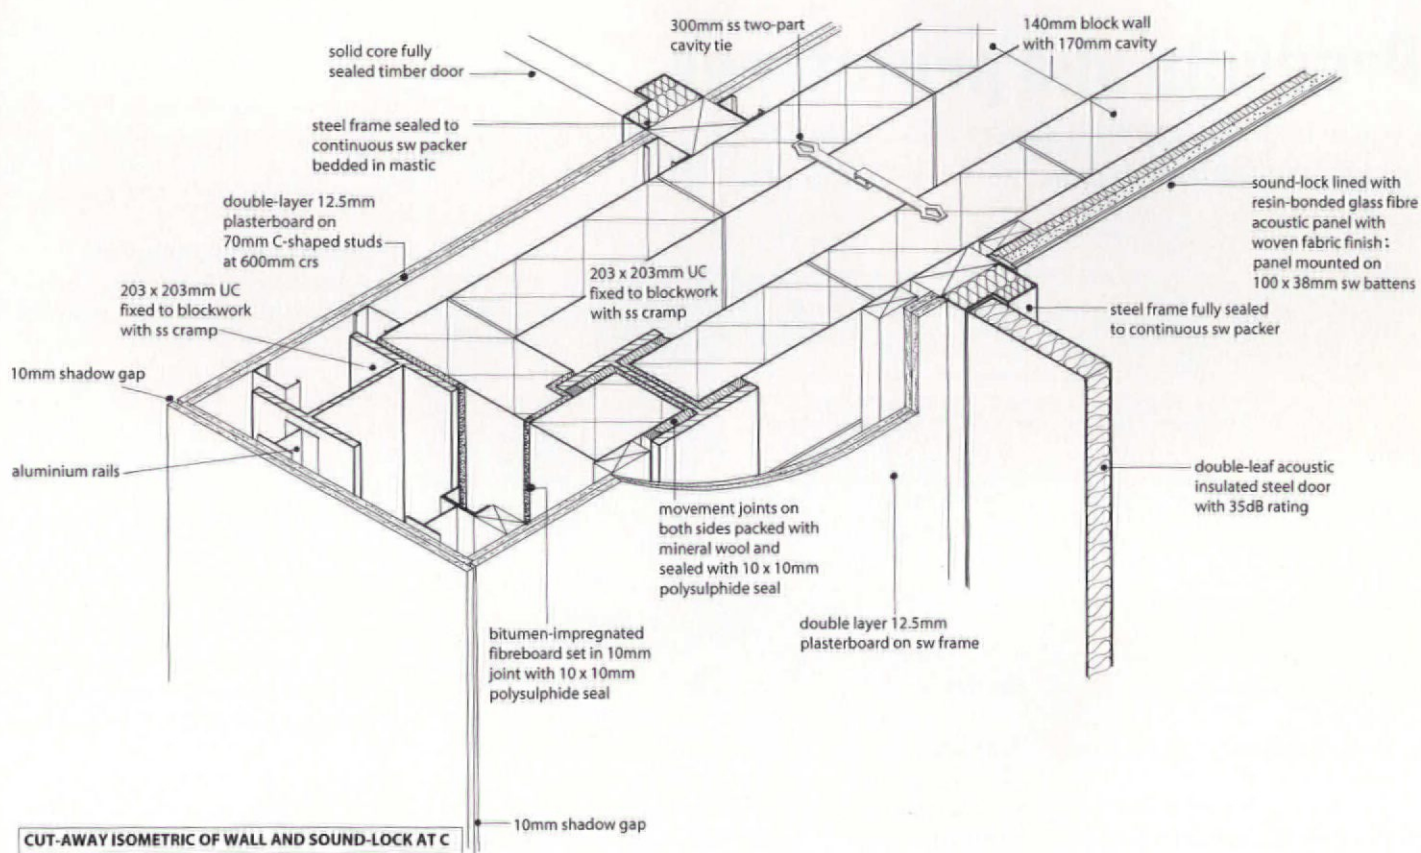 300mm ss two-part
cavity tie
140mm block wall
with 170mm cavity
solid core fully
sealed timber door
steel frame sealed to
continuous sw packer
bedded in mastic
double-layer 12.5mm
plasterboard on
70mm C-shaped studs
at 600mm crs
203 x 203mm UC
fixed to blockwork
with ss cramp
203 x 203mm UC
fixed to blockwork
with ss cramp
sound-lock lined with
resin-bonded glass fibre
acoustic panel with
woven fabric finish:
panel mounted on
100 x 38mm sw battens
steel frame fully sealed
to continuous sw packer
10mm shadow gap
aluminium rails
double-leaf acoustic
insulated steel door
with 35dB rating
movement joints on
both sides packed with
mineral wool and
sealed with 10 x 10mm
polysulphide seal
double layer 12.5mm
plasterboard on sw frame
bitumen-impregnated
fibreboard set in 10mm
joint with 10 x 10mm
polysulphide seal
10mm shadow gap
CUT-AWAY ISOMETRIC OF WALL AND SOUND-LOCK AT C